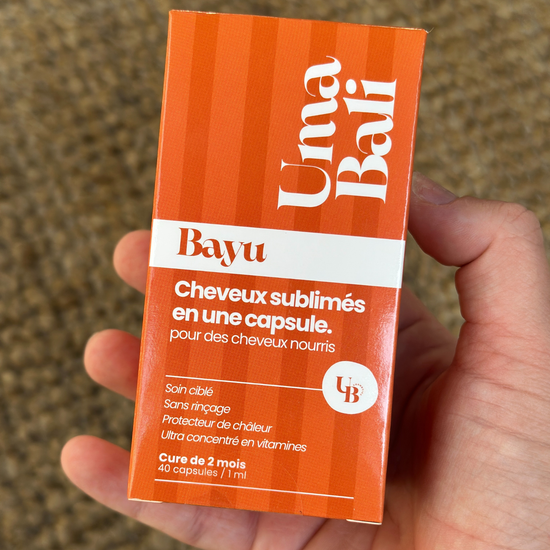 Uma
Bali
Bayu
Cheveux sublimés
en une capsule.
pour des cheveux nourris
UB
Soin ciblé
Sans rinçage
Protecteur de châleur
Ultra concentré en vitamines
Cure de 2 mois
40 capsules / 1 ml